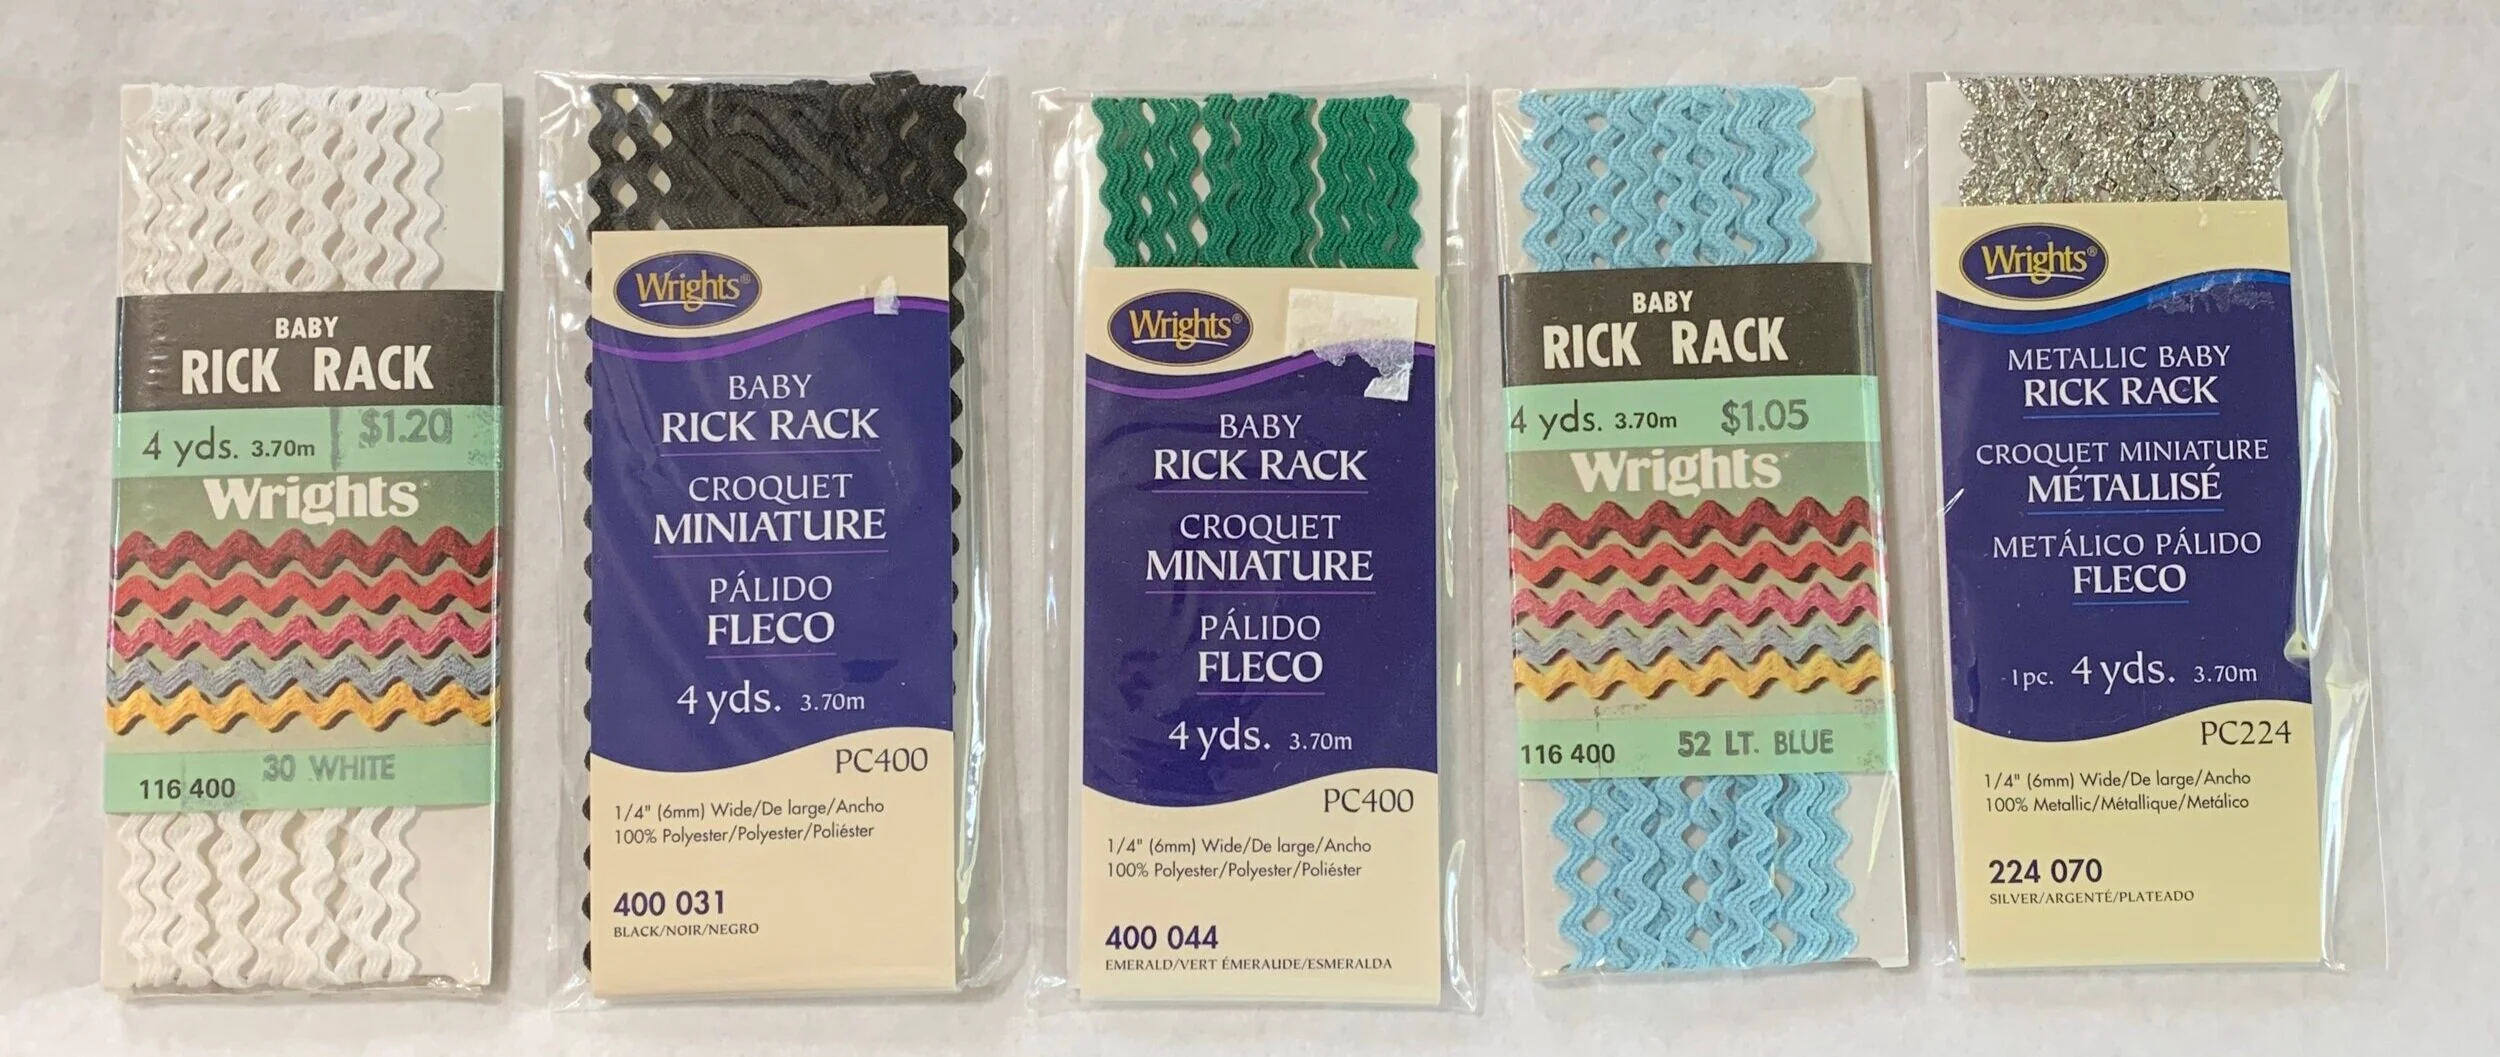 BABY
RICK RACK
4 yds. 3.70m $1.20
Wrights
116 400 30 WHITE
Wrights®
BABY
RICK RACK
CROQUET
MINIATURE
PÁLIDO
FLECO
4 yds. 3.70m
PC400
1/4" (6mm) Wide/De large/Ancho
100% Polyester/Polyester/Poliéster
400 031
BLACK/NOIR/NEGRO
Wrights®
BABY
RICK RACK
CROQUET
MINIATURE
PÁLIDO
FLECO
4 yds. 3.70m
PC400
1/4" (6mm) Wide/De large/Ancho
100% Polyester/Polyester/Poliéster
400 044
EMERALD/VERT ÉMERAUDE/ESMERALDA
BABY
RICK RACK
4 yds. 3.70m $1.05
Wrights
116 400 52 LT. BLUE
Wrights®
METALLIC BABY
RICK RACK
CROQUET MINIATURE
MÉTALLISÉ
METÁLICO PÁLIDO
FLECO
1 pc. 4 yds. 3.70m
PC224
1/4" (6mm) Wide/De large/Ancho
100% Metallic/Métallique/Metálico
224 070
SILVER/ARGENTÉ/PLATEADO